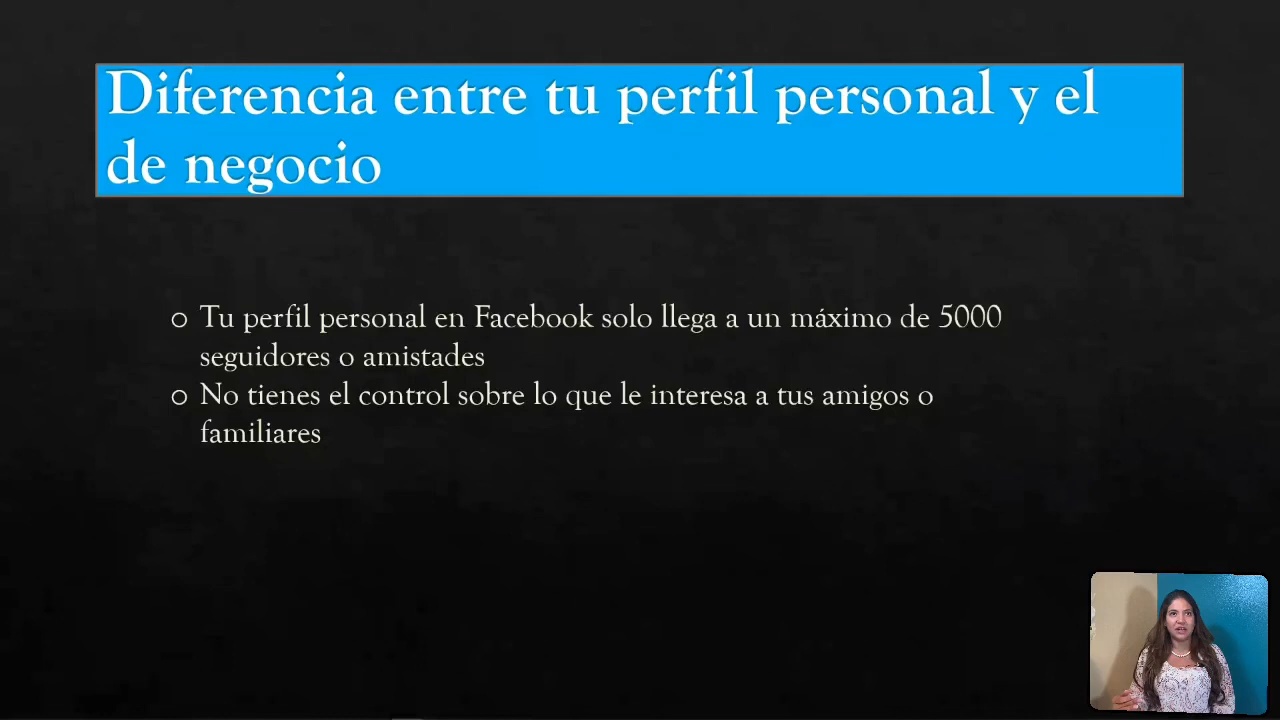 Diferencia entre tu perfil personal y el
de negocio
o Tu perfil personal en Facebook solo llega a un máximo de 5000
seguidores o amistades
o No tienes el control sobre lo que le interesa a tus amigos o
familiares